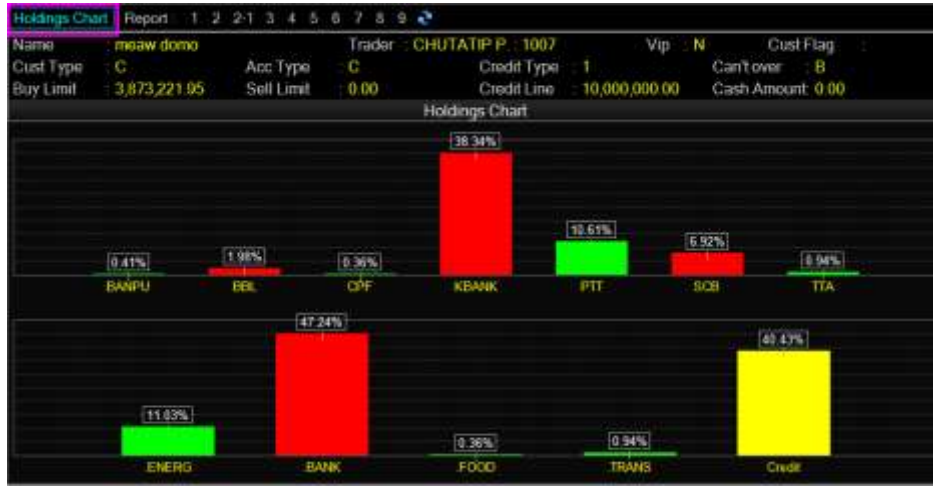 Holdings Chart Report 1 2 2-1 3 4 5 6 7 8 9
Name : meaw domo Trader : CHUTATIP P. : 1007 Vip : N Cust Flag :
Cust Type : C Acc Type : C Credit Type : 1 Can't over : B
Buy Limit : 3,873,221.95 Sell Limit : 0.00 Credit Line : 10,000,000.00 Cash Amount: 0.00
Holdings Chart
38.34%
10.61%
6.92%
0.41% 1.98% 0.36% 0.94%
BANPU BBL CPF KBANK PTT SCB TTA
47.24%
40.43%
11.03%
0.36% 0.94%
.ENERG .BANK .FOOD .TRANS Credit